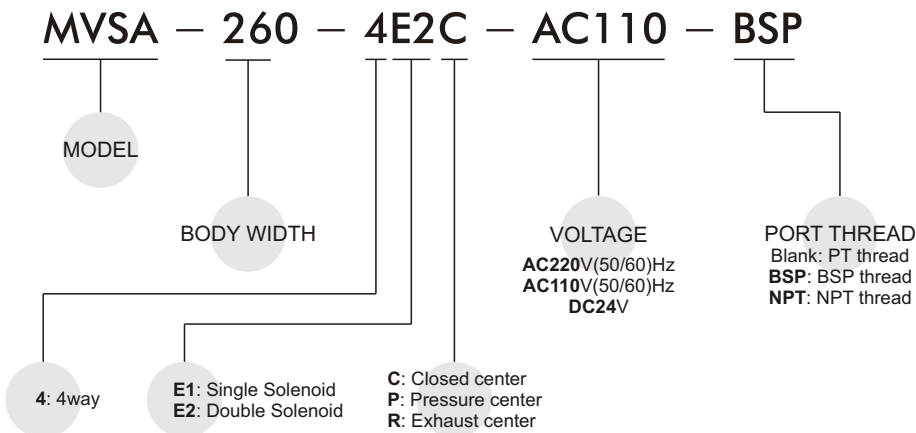 MVSA – 260 – 4E2C – AC110 – BSP
MODEL
BODY WIDTH
VOLTAGE
AC220V(50/60)Hz
AC110V(50/60)Hz
DC24V
PORT THREAD
Blank: PT thread
BSP: BSP thread
NPT: NPT thread
4: 4way
E1: Single Solenoid
E2: Double Solenoid
C: Closed center
P: Pressure center
R: Exhaust center